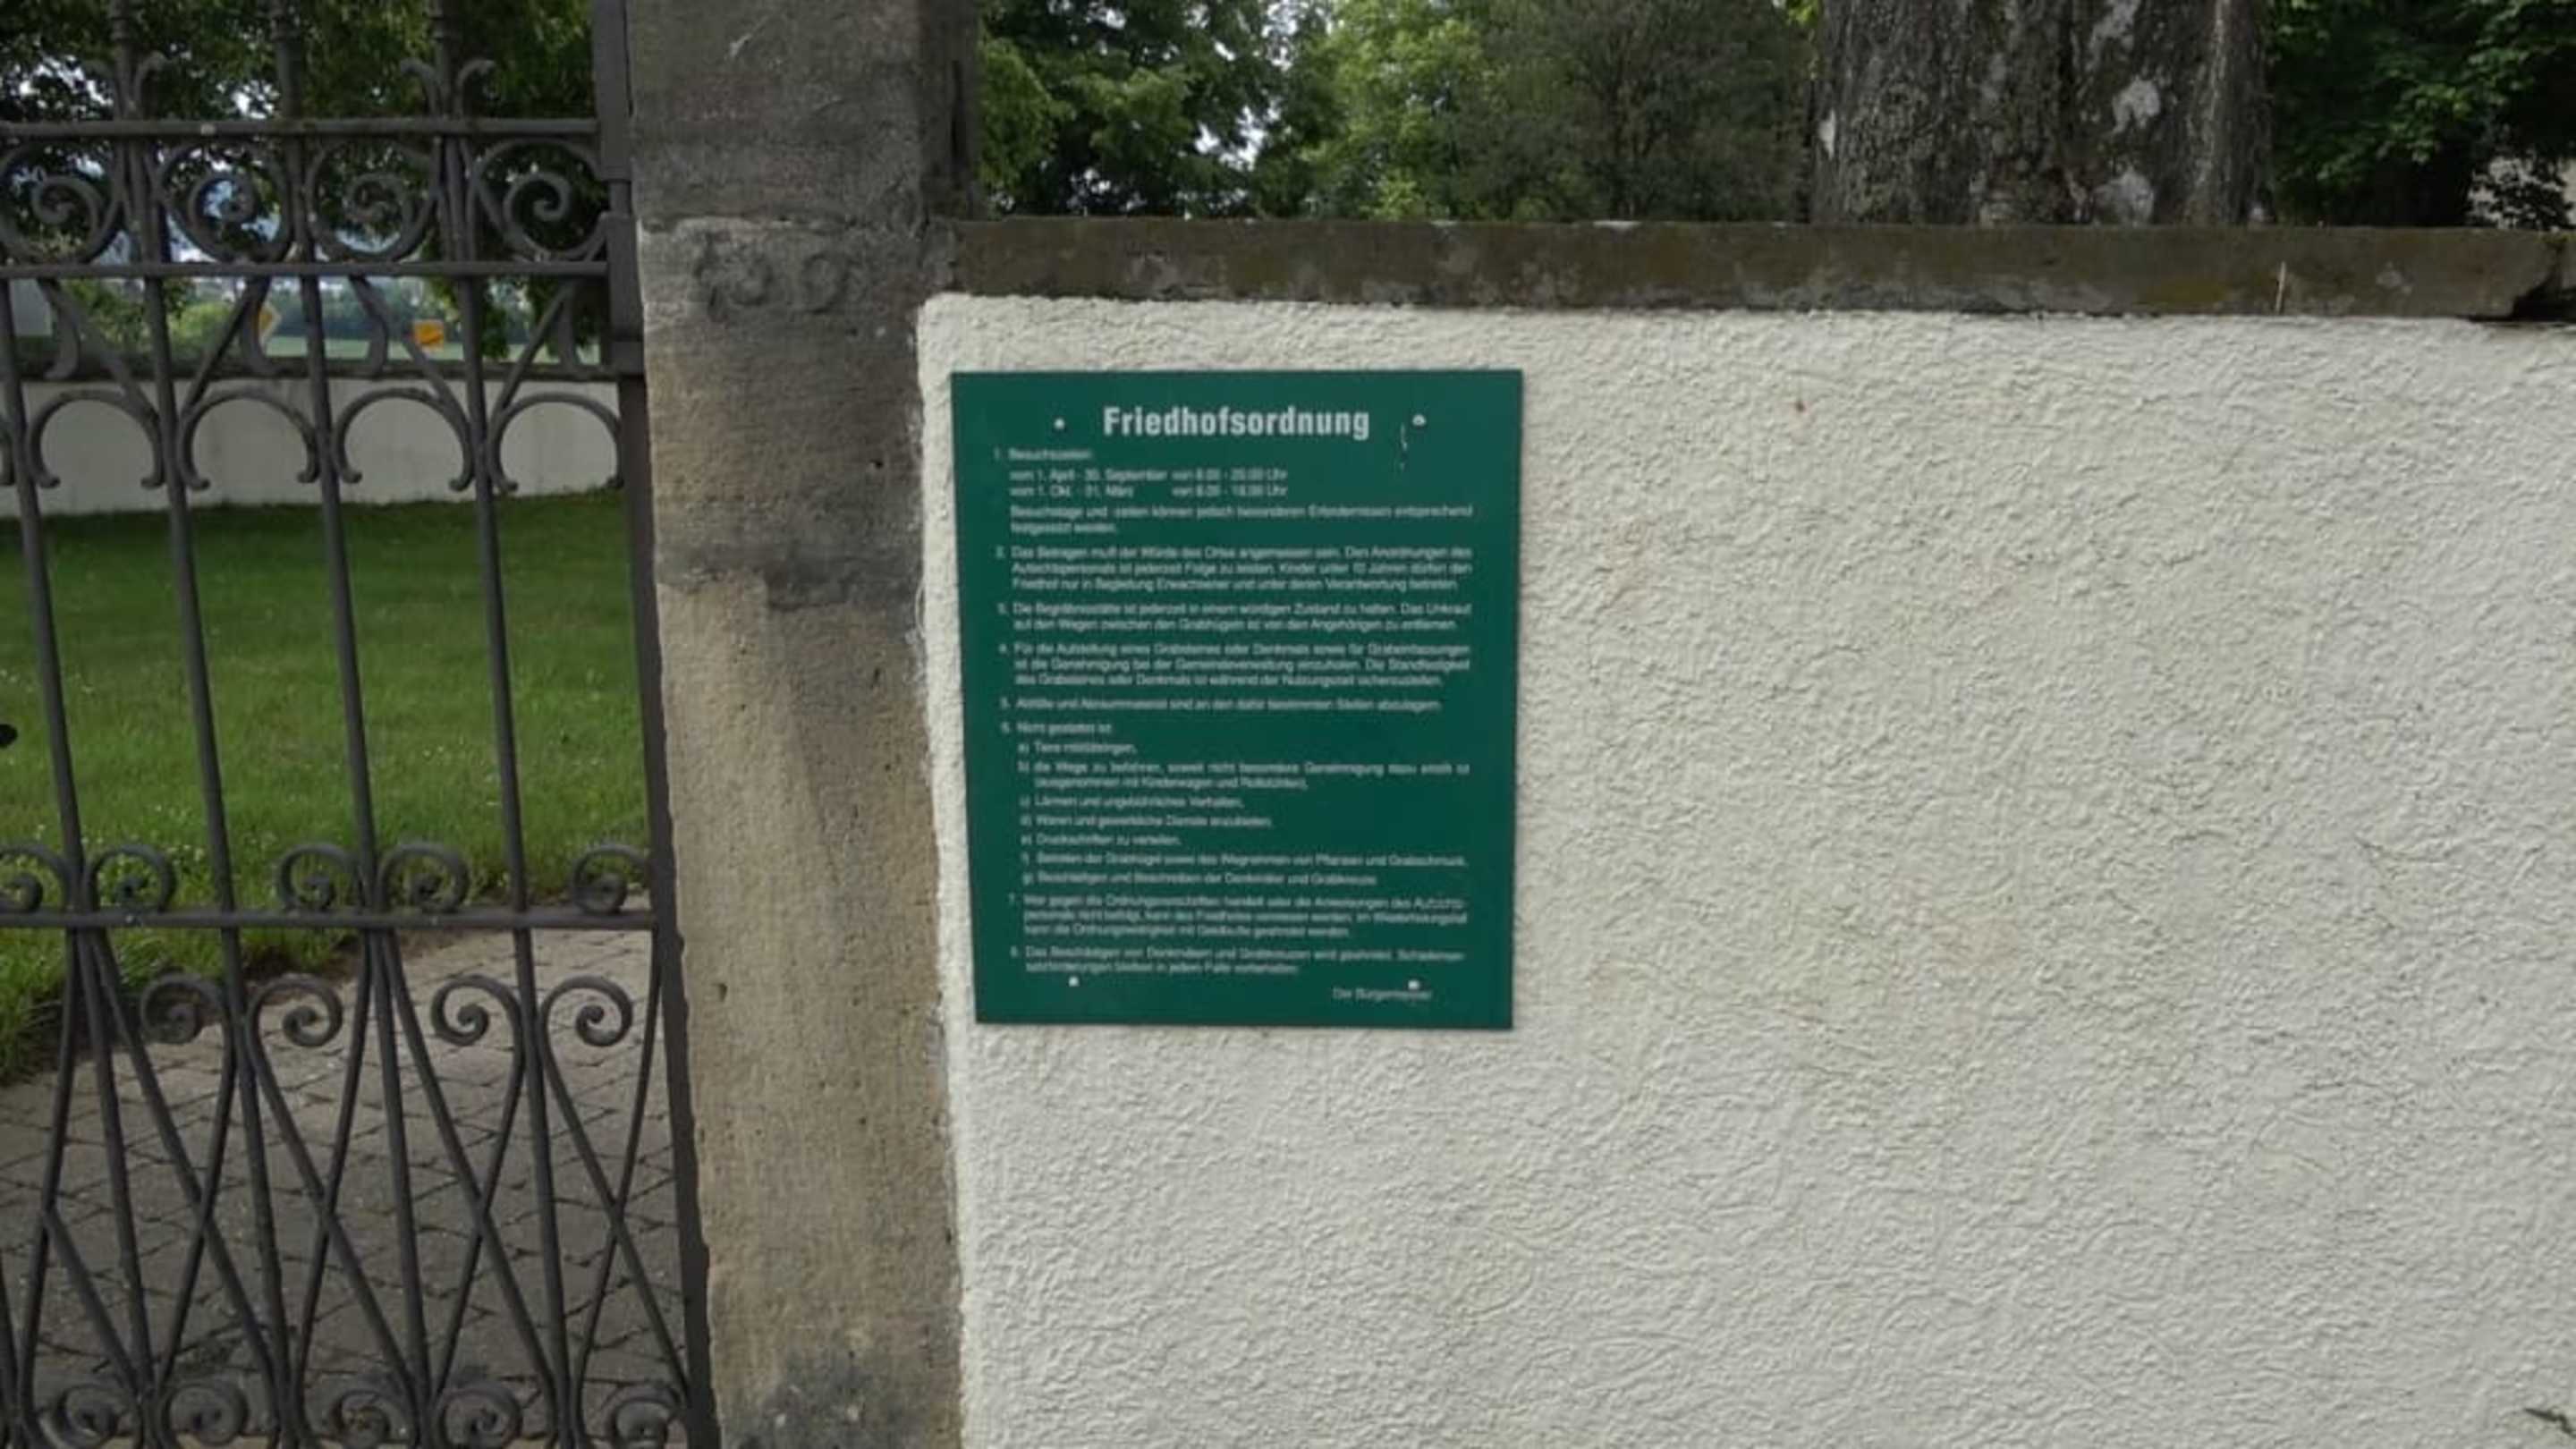 Friedhofsordnung
1. Besuchszeiten:
vom 1. April - 30. September von 8.00 - 20.00 Uhr
vom 1. Okt. - 31. März von 8.00 - 18.00 Uhr
Besuchstage und -zeiten können jedoch besonderen Erfordernissen entsprechend
festgesetzt werden.
2. Das Betragen muß der Würde des Ortes angemessen sein. Den Anordnungen des
Aufsichtspersonals ist jederzeit Folge zu leisten. Kinder unter 10 Jahren dürfen den
Friedhof nur in Begleitung Erwachsener und unter deren Verantwortung betreten.
3. Die Begräbnisstätte ist jederzeit in einem würdigen Zustand zu halten. Das Unkraut
auf den Wegen zwischen den Grabhügeln ist von den Angehörigen zu entfernen.
4. Für die Aufstellung eines Grabsteines oder Denkmals sowie für Grabeinfassungen
ist die Genehmigung bei der Gemeindeverwaltung einzuholen. Die Standfestigkeit
des Grabsteines oder Denkmals ist während der Nutzungszeit sicherzustellen.
5. Abfälle und Abraummaterial sind an den dafür bestimmten Stellen abzulagern.
6. Nicht gestattet ist:
a) Tiere mitzubringen,
b) die Wege zu befahren, soweit nicht besondere Genehmigung dazu erteilt ist
(ausgenommen mit Kinderwagen und Rollstühlen),
c) Lärmen und ungebührliches Verhalten,
d) Waren und gewerbliche Dienste anzubieten,
e) Druckschriften zu verteilen,
f) Betreten der Grabhügel sowie das Wegnehmen von Pflanzen und Grabschmuck,
g) Beschädigen und Beschreiben der Denkmäler und Grabkreuze.
7. Wer gegen die Ordnungsvorschriften handelt oder die Anweisungen des Aufsichts-
personals nicht befolgt, kann des Friedhofes verwiesen werden. Im Wiederholungsfall
kann die Ordnungswidrigkeit mit Geldbuße geahndet werden.
8. Das Beschädigen von Denkmälern und Grabkreuzen wird geahndet. Schadener-
satzforderungen bleiben in jedem Falle vorbehalten.
Der Bürgermeister